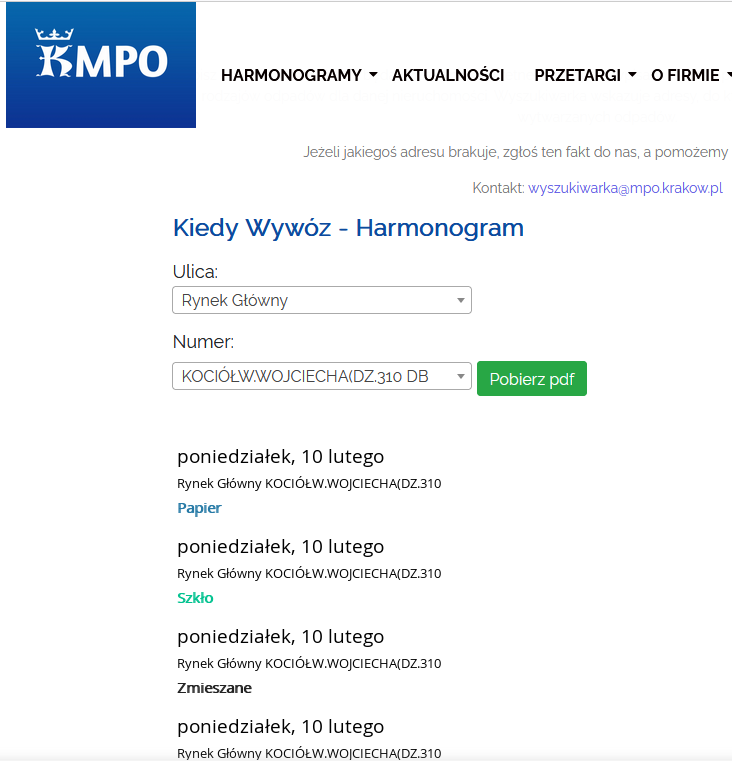 KMPO
HARMONOGRAMY AKTUALNOŚCI PRZETARGI O FIRMIE
Jeżeli jakiegoś adresu brakuje, zgłoś ten fakt do nas, a pomożemy
Kontakt: wyszukiwarka@mpo.krakow.pl
Kiedy Wywóz - Harmonogram
Ulica:
Rynek Główny
Numer:
KOCIÓŁW.WOJCIECHA(DZ.310 DB
Pobierz pdf
poniedziałek, 10 lutego
Rynek Główny KOCIÓŁW.WOJCIECHA(DZ.310
Papier
poniedziałek, 10 lutego
Rynek Główny KOCIÓŁW.WOJCIECHA(DZ.310
Szkło
poniedziałek, 10 lutego
Rynek Główny KOCIÓŁW.WOJCIECHA(DZ.310
Zmieszane
poniedziałek, 10 lutego
Rynek Główny KOCIÓŁW.WOJCIECHA(DZ.310